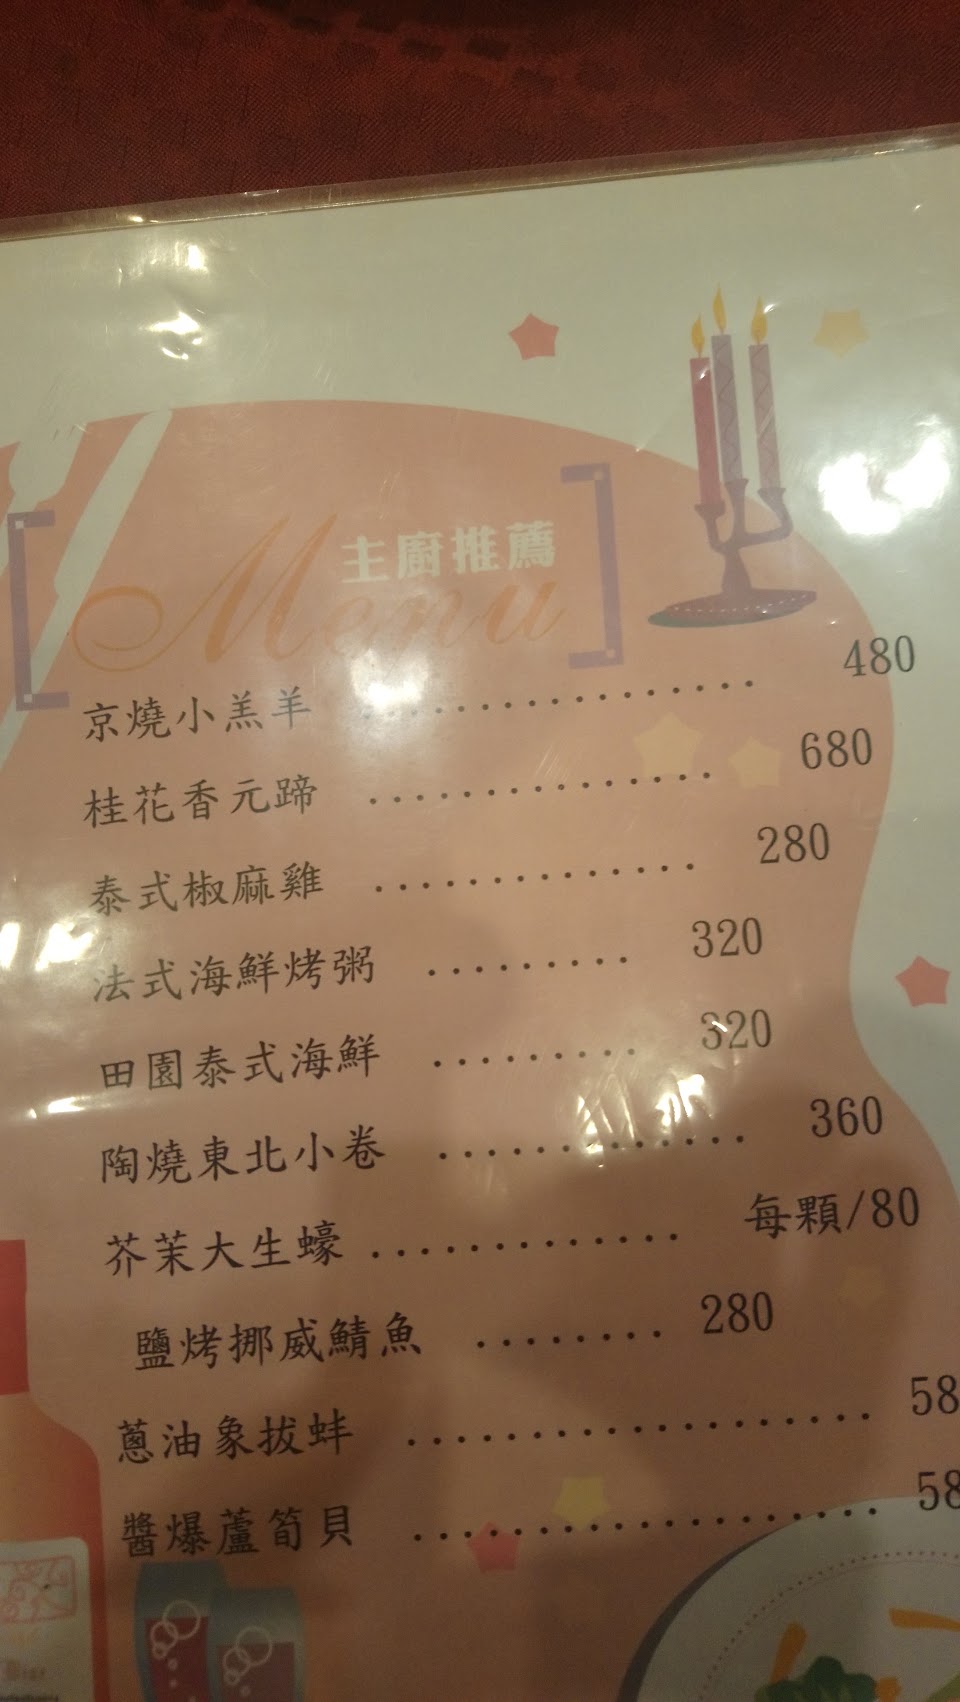 主廚推薦
Menu
京燒小羔羊 ................ 480
桂花香元蹄 ............... 680
泰式椒麻雞 .............. 280
法式海鮮烤粥 ......... 320
田園泰式海鮮 ......... 320
陶燒東北小卷 ............. 360
芥茉大生蠔 ............. 每顆/80
鹽烤挪威鯖魚 ........ 280
蔥油象拔蚌 .................... 58
醬爆蘆筍貝 .................... 58